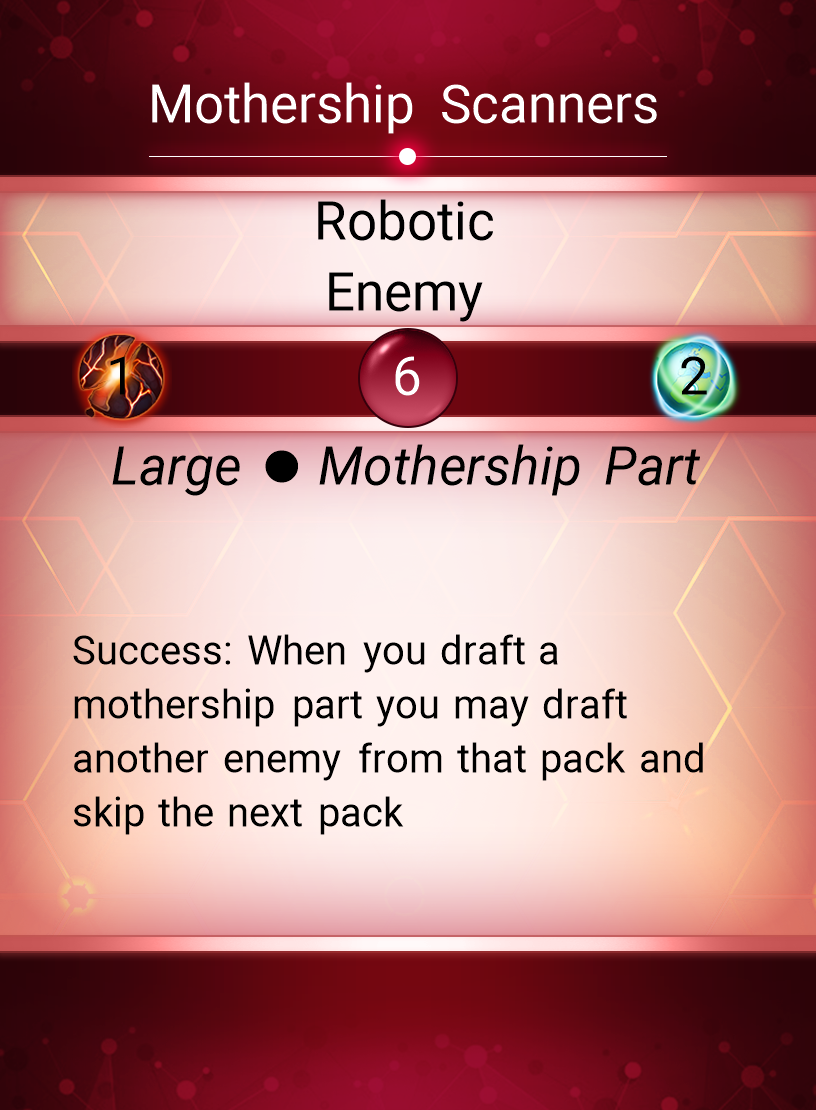 Mothership Scanners
Robotic
Enemy
1 6 2
Large ● Mothership Part
Success: When you draft a
mothership part you may draft
another enemy from that pack and
skip the next pack